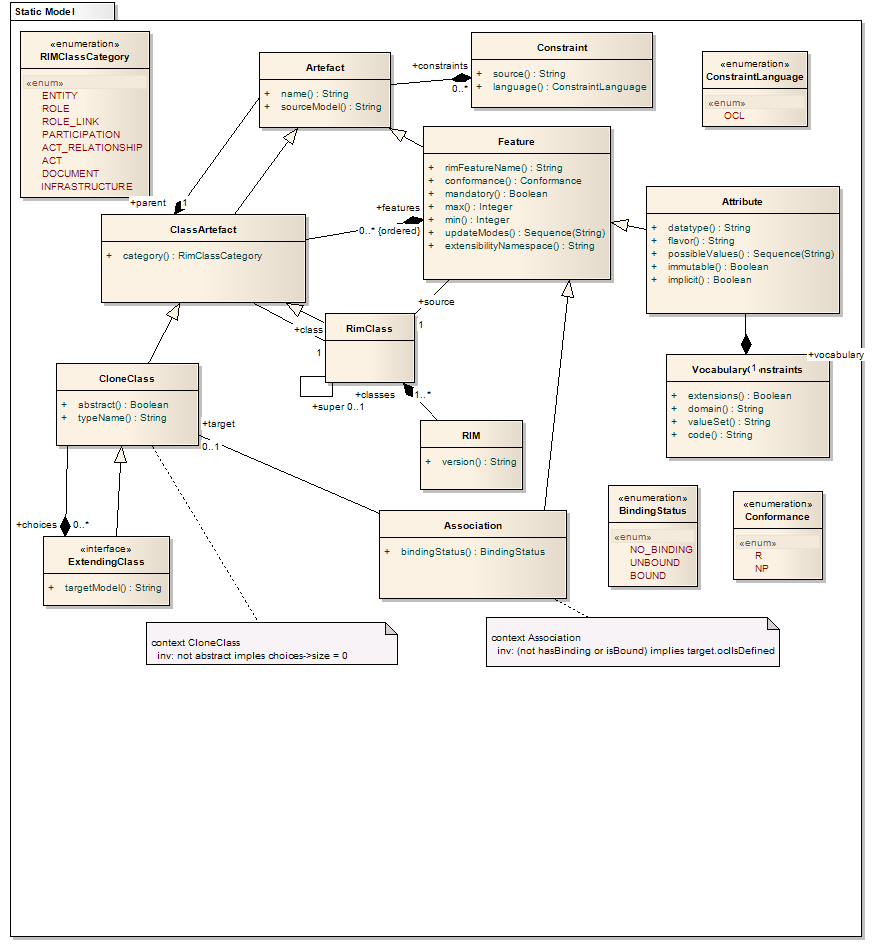 Static Model
«enumeration»
RIMClassCategory
«enum»
ENTITY
ROLE
ROLE_LINK
PARTICIPATION
ACT_RELATIONSHIP
ACT
DOCUMENT
INFRASTRUCTURE
Artefact
+ name() : String
+ sourceModel() : String
+constraints
0..*
Constraint
+ source() : String
+ language() : ConstraintLanguage
«enumeration»
ConstraintLanguage
«enum»
OCL
Feature
+ rimFeatureName() : String
+ conformance() : Conformance
+ mandatory() : Boolean
+ max() : Integer
+ min() : Integer
+ updateModes() : Sequence(String)
+ extensibilityNamespace() : String
+parent 1
+features
0..* {ordered}
ClassArtefact
+ category() : RimClassCategory
Attribute
+ datatype() : String
+ flavor() : String
+ possibleValues() : Sequence(String)
+ immutable() : Boolean
+ implicit() : Boolean
+source
1
+class
1
RimClass
+super 0..1
+classes 1..*
CloneClass
+ abstract() : Boolean
+ typeName() : String
+target
0..1
RIM
+ version() : String
+vocabulary
1
Vocabulary nstraints
+ extensions() : Boolean
+ domain() : String
+ valueSet() : String
+ code() : String
+choices 0..*
«interface»
ExtendingClass
+ targetModel() : String
Association
+ bindingStatus() : BindingStatus
«enumeration»
BindingStatus
«enum»
NO_BINDING
UNBOUND
BOUND
«enumeration»
Conformance
«enum»
R
NP
context CloneClass
inv: not abstract imples choices->size = 0
context Association
inv: (not hasBinding or isBound) implies target.oclIsDefined